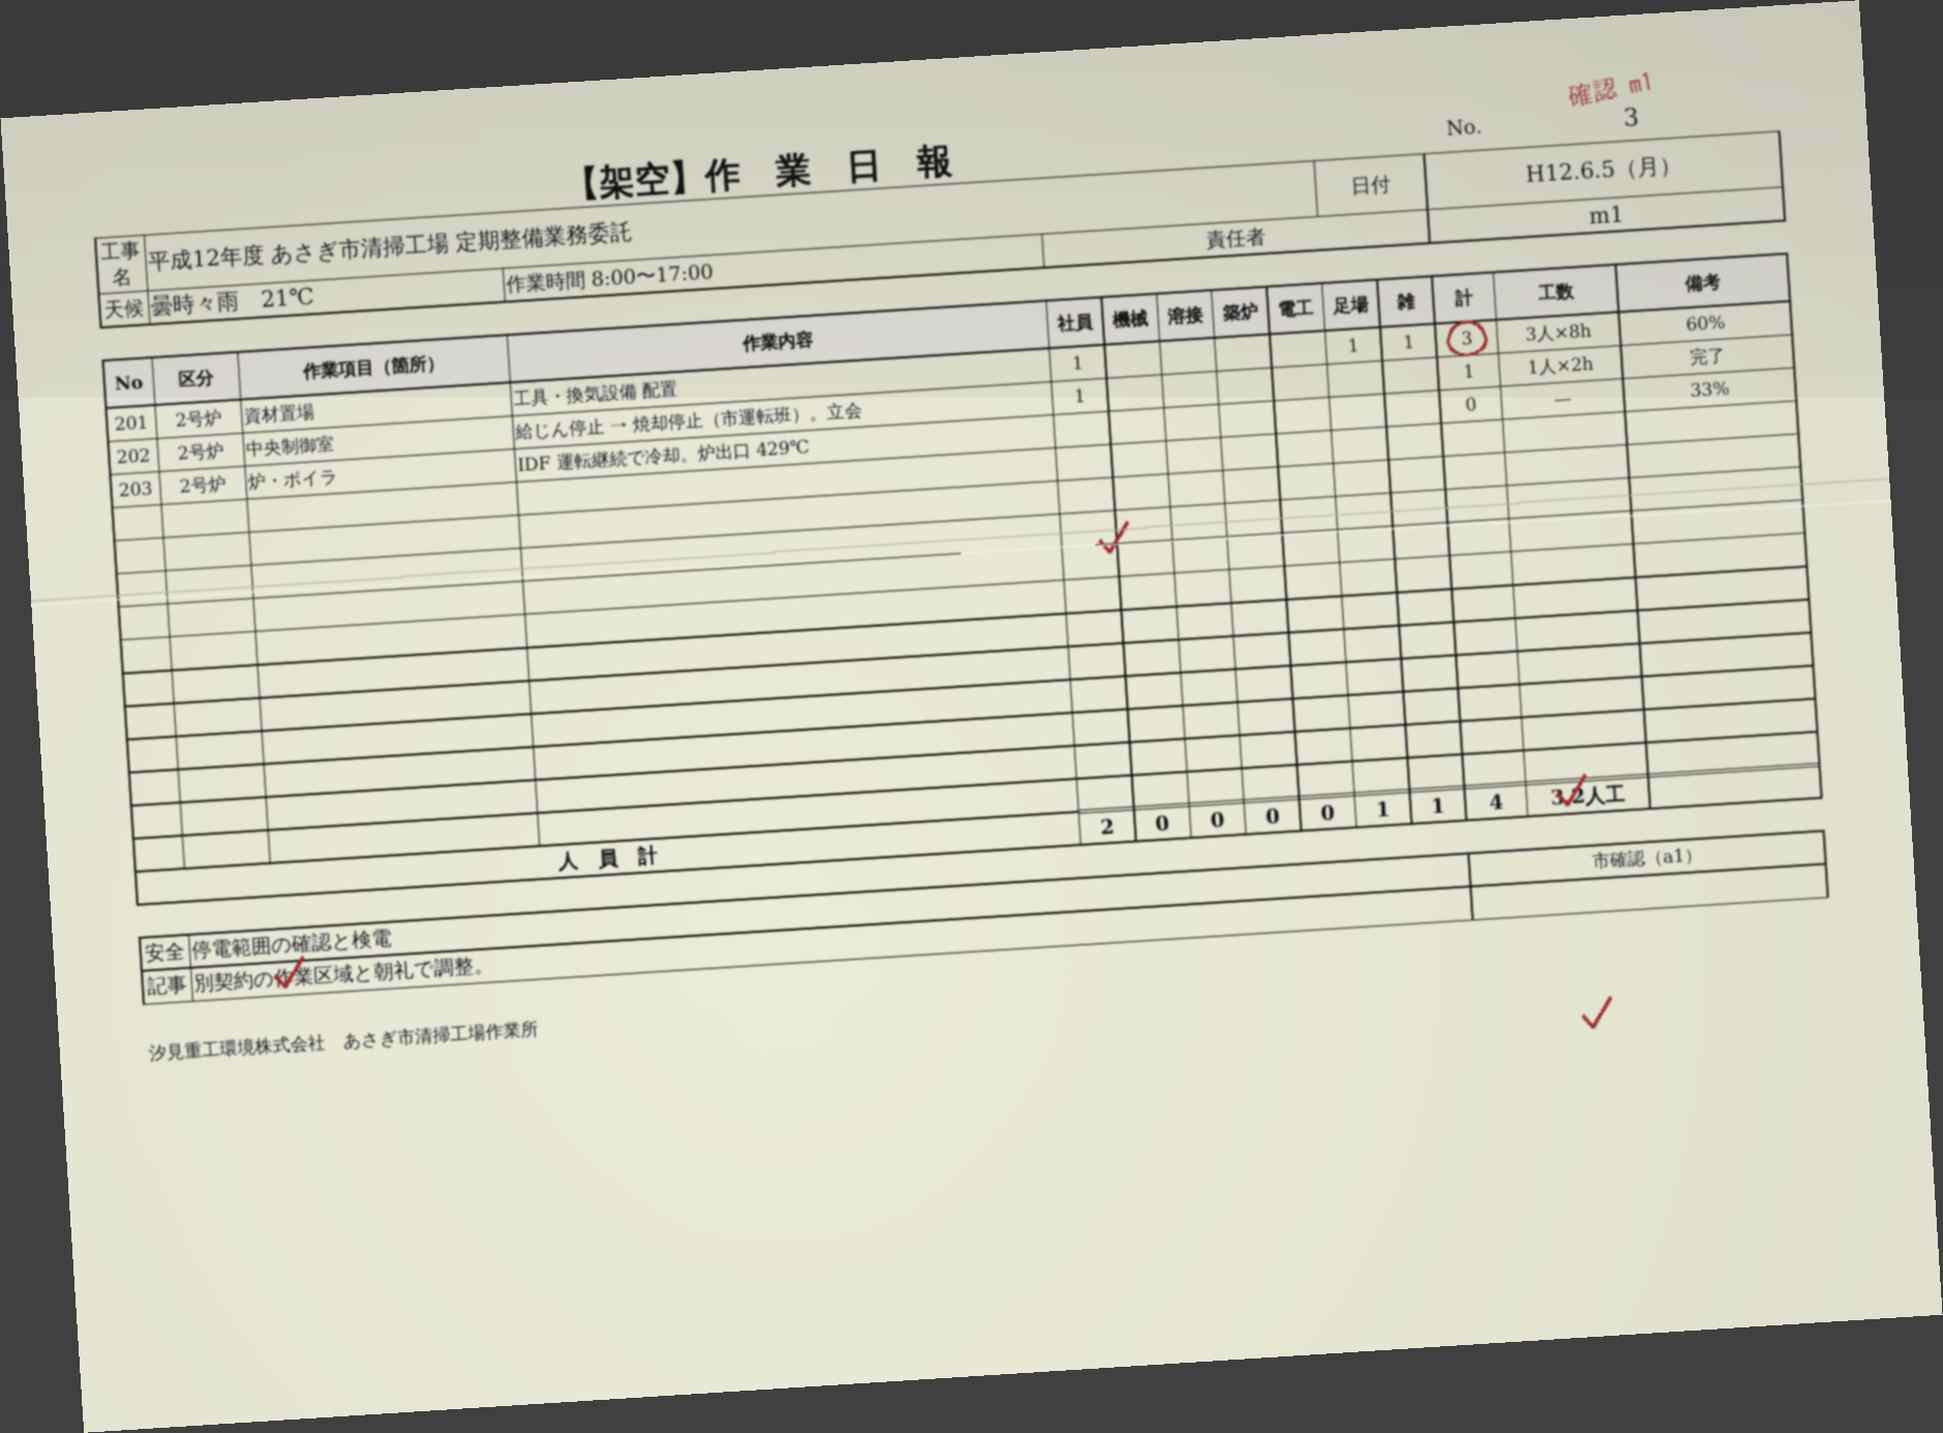 確認 m1
No. 3
【架空】作 業 日 報
工事名 平成12年度 あさぎ市清掃工場 定期整備業務委託 日付 H12.6.5（月）
天候 曇時々雨 21℃ 作業時間 8:00〜17:00 責任者 m1
No 区分 作業項目（箇所） 作業内容 社員 機械 溶接 築炉 電工 足場 雑 計 工数 備考
201 2号炉 資材置場 工具・換気設備 配置 1 1 1 3 3人×8h 60%
202 2号炉 中央制御室 給じん停止 → 焼却停止（市運転班）。立会 1 1 1人×2h 完了
203 2号炉 炉・ボイラ IDF 運転継続で冷却。炉出口 429℃ 0 — 33%
人 員 計 2 0 0 0 0 1 1 4 3.2人工
市確認（a1）
安全 停電範囲の確認と検電
記事 別契約の作業区域と朝礼で調整。
汐見重工環境株式会社 あさぎ市清掃工場作業所